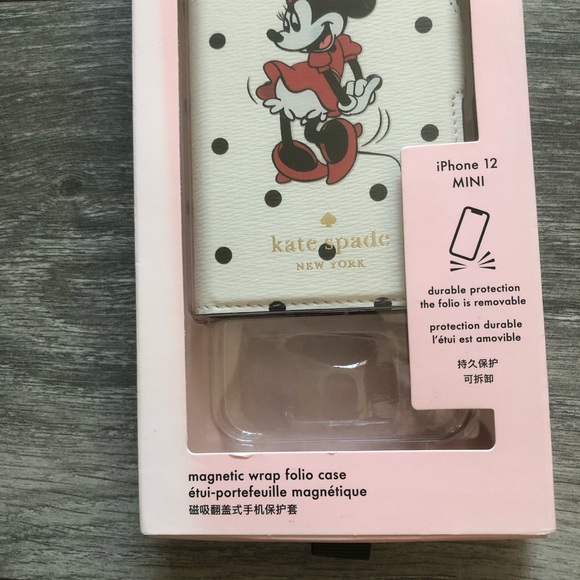 kate spade
NEW YORK
iPhone 12
MINI
durable protection
the folio is removable
protection durable
l'étui est amovible
持久保护
可拆卸
magnetic wrap folio case
étui-portefeuille magnétique
磁吸翻盖式手机保护套